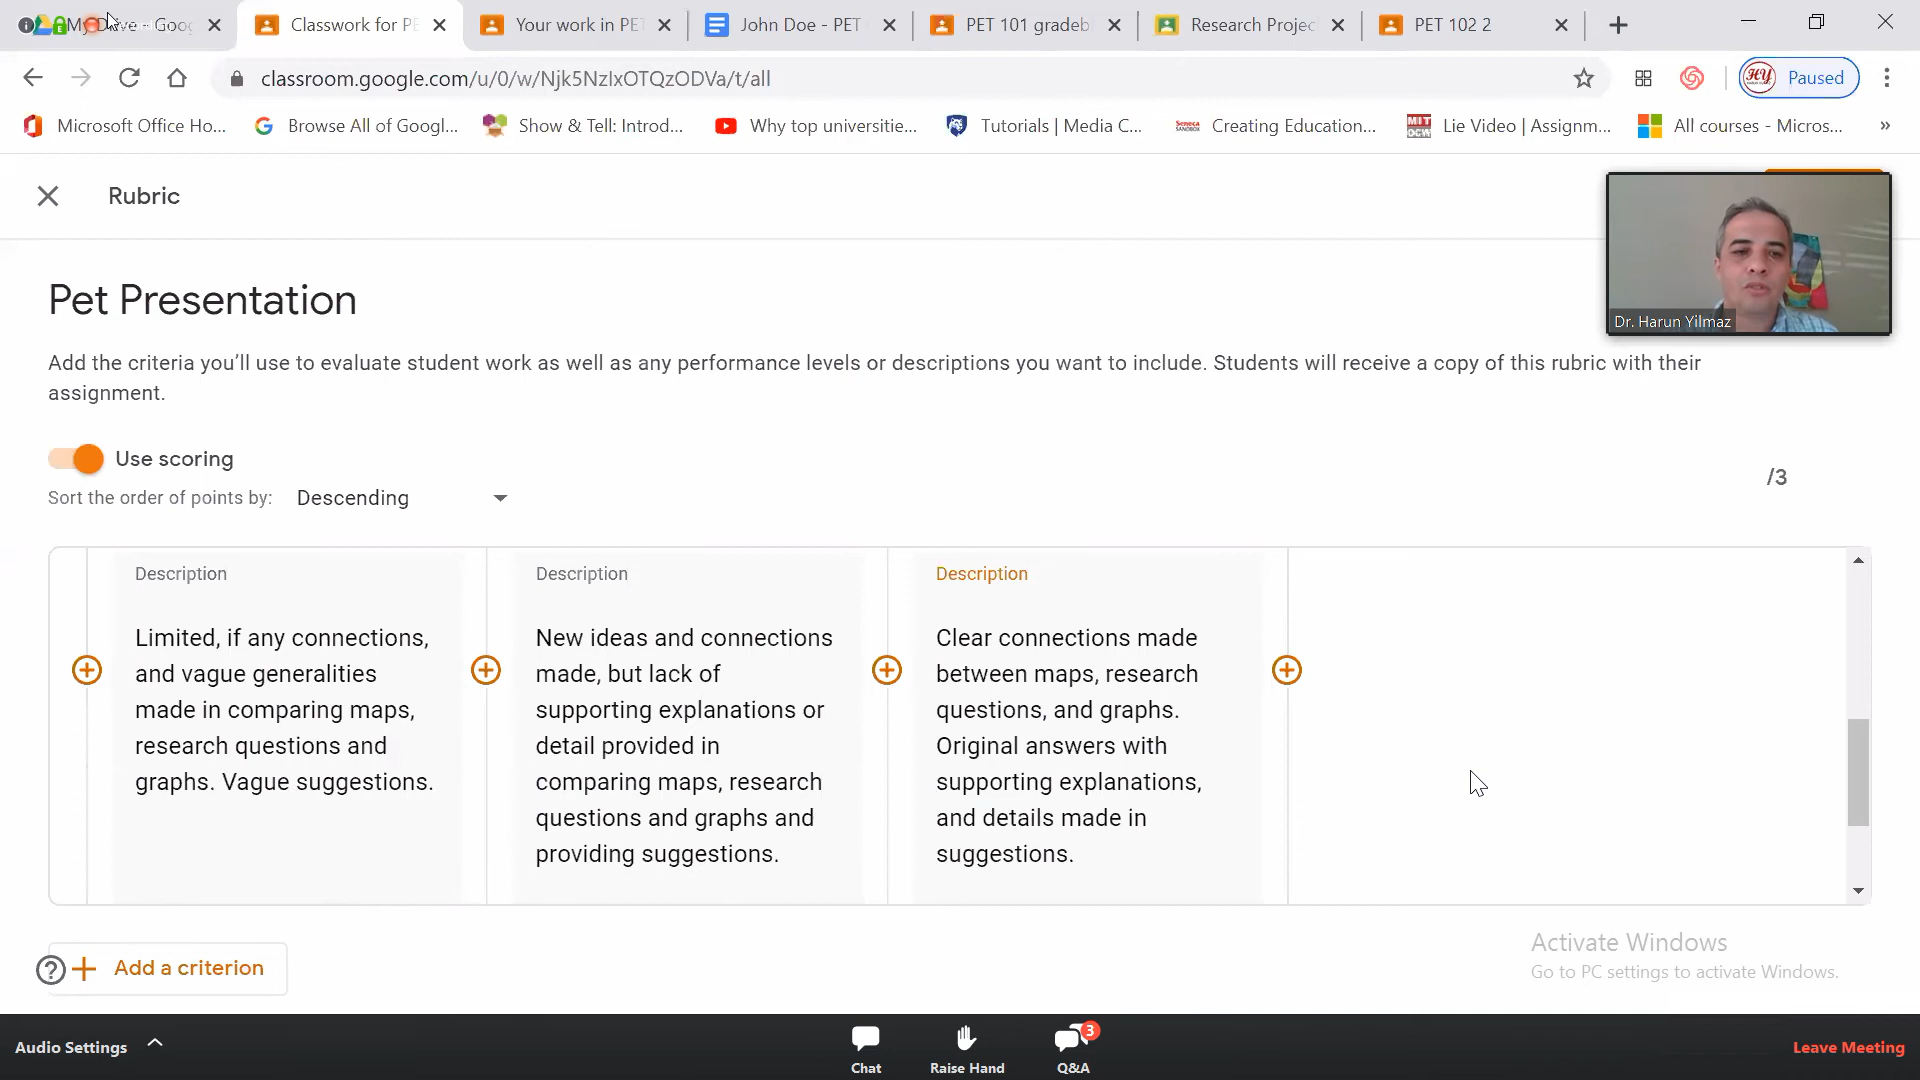 Classwork for PE
Your work in PET
John Doe - PET
PET 101 gradeb
Research Projec
PET 102 2
classroom.google.com/u/0/w/Njk5NzIxOTQzODVa/t/all
Paused
Microsoft Office Ho...
Browse All of Googl...
Show & Tell: Introd...
Why top universitie...
Tutorials | Media C...
Creating Education...
Lie Video | Assignm...
All courses - Micros...
Rubric
Dr. Harun Yilmaz
Pet Presentation
Add the criteria you’ll use to evaluate student work as well as any performance levels or descriptions you want to include. Students will receive a copy of this rubric with their
assignment.
Use scoring
/3
Sort the order of points by: Descending
Description
Limited, if any connections,
and vague generalities
made in comparing maps,
research questions and
graphs. Vague suggestions.
Description
New ideas and connections
made, but lack of
supporting explanations or
detail provided in
comparing maps, research
questions and graphs and
providing suggestions.
Description
Clear connections made
between maps, research
questions, and graphs.
Original answers with
supporting explanations,
and details made in
suggestions.
Add a criterion
Activate Windows
Go to PC settings to activate Windows.
Audio Settings
Chat
Raise Hand
3
Q&A
Leave Meeting